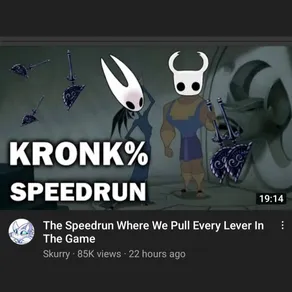 KRONK%
SPEEDRUN
19:14
The Speedrun Where We Pull Every Lever In
The Game
Skurry · 85K views · 22 hours ago